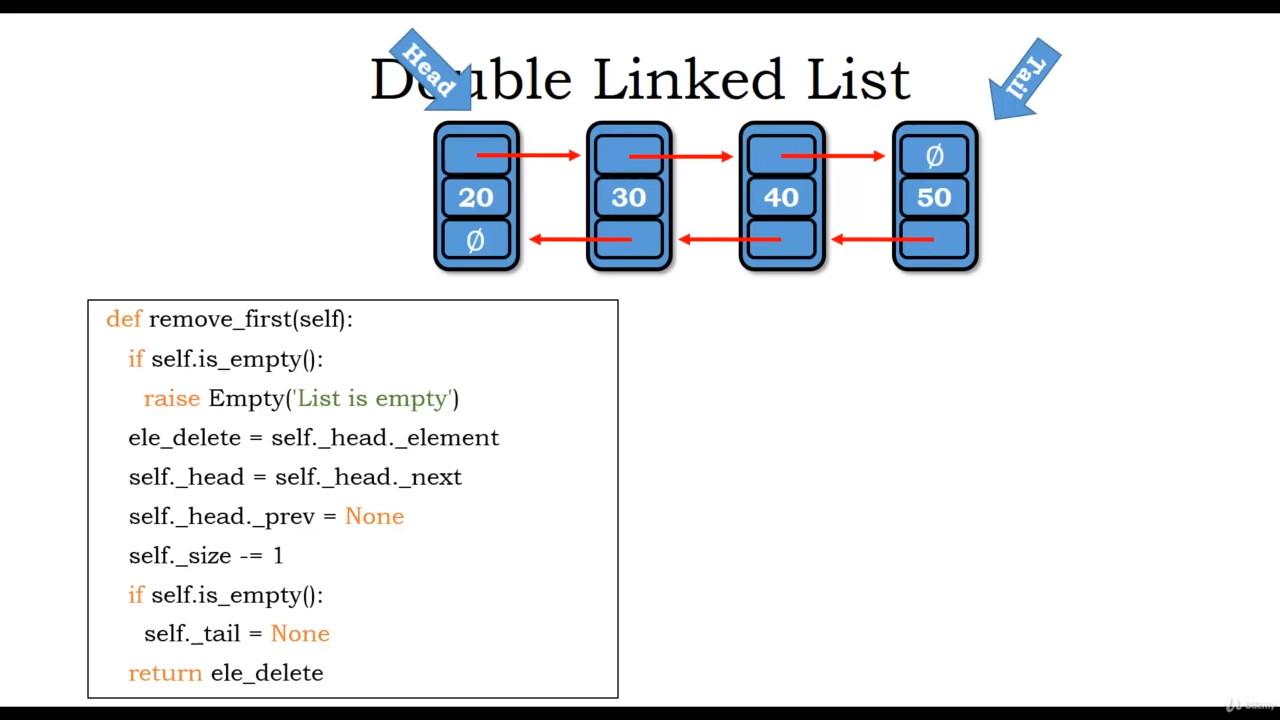 Double Linked List
Head
Tail
Ø
20 30 40 50
Ø
def remove_first(self):
if self.is_empty():
raise Empty('List is empty')
ele_delete = self._head._element
self._head = self._head._next
self._head._prev = None
self._size -= 1
if self.is_empty():
self._tail = None
return ele_delete
Udemy